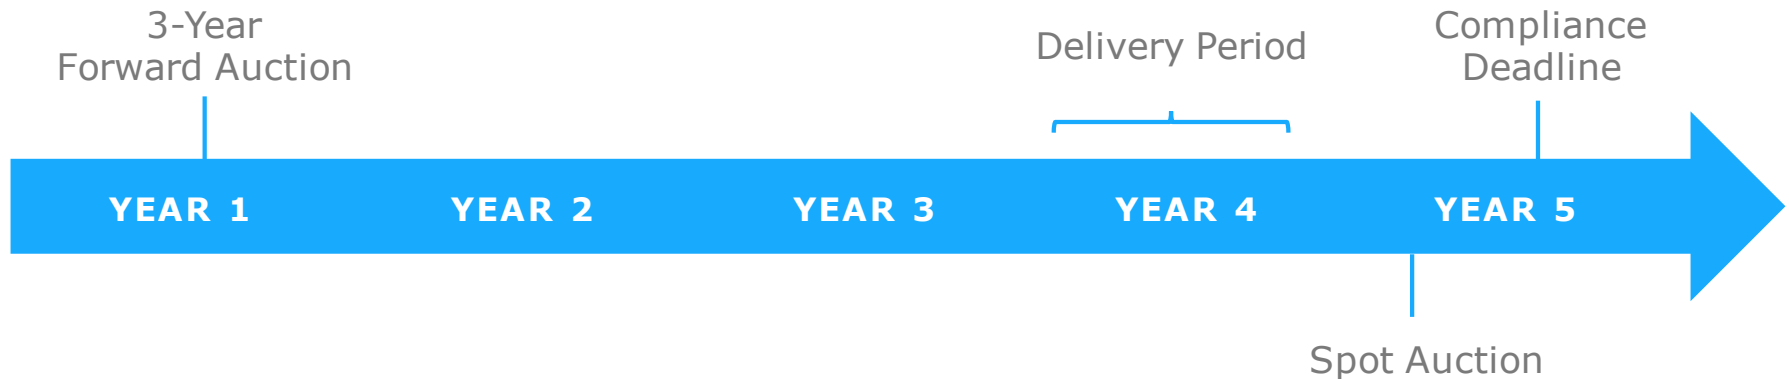 3-Year
Forward Auction
Delivery Period
Compliance
Deadline
YEAR 1
YEAR 2
YEAR 3
YEAR 4
YEAR 5
Spot Auction